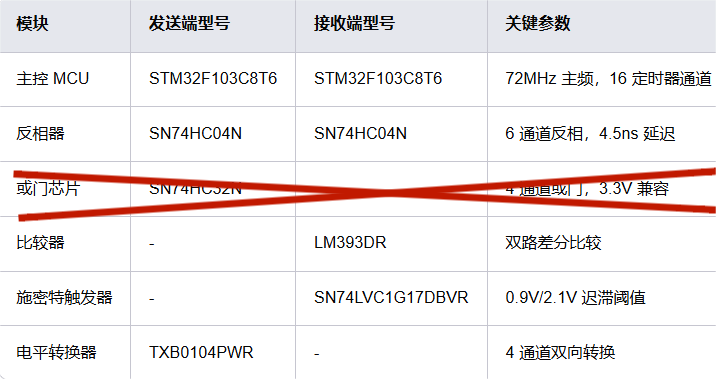 模块 发送端型号 接收端型号 关键参数
主控 MCU STM32F103C8T6 STM32F103C8T6 72MHz 主频，16 定时器通道
反相器 SN74HC04N SN74HC04N 6 通道反相，4.5ns 延迟
或门芯片 SN74HC32N 4 通道或门，3.3V 兼容
比较器 - LM393DR 双路差分比较
施密特触发器 - SN74LVC1G17DBVR 0.9V/2.1V 迟滞阈值
电平转换器 TXB0104PWR - 4 通道双向转换